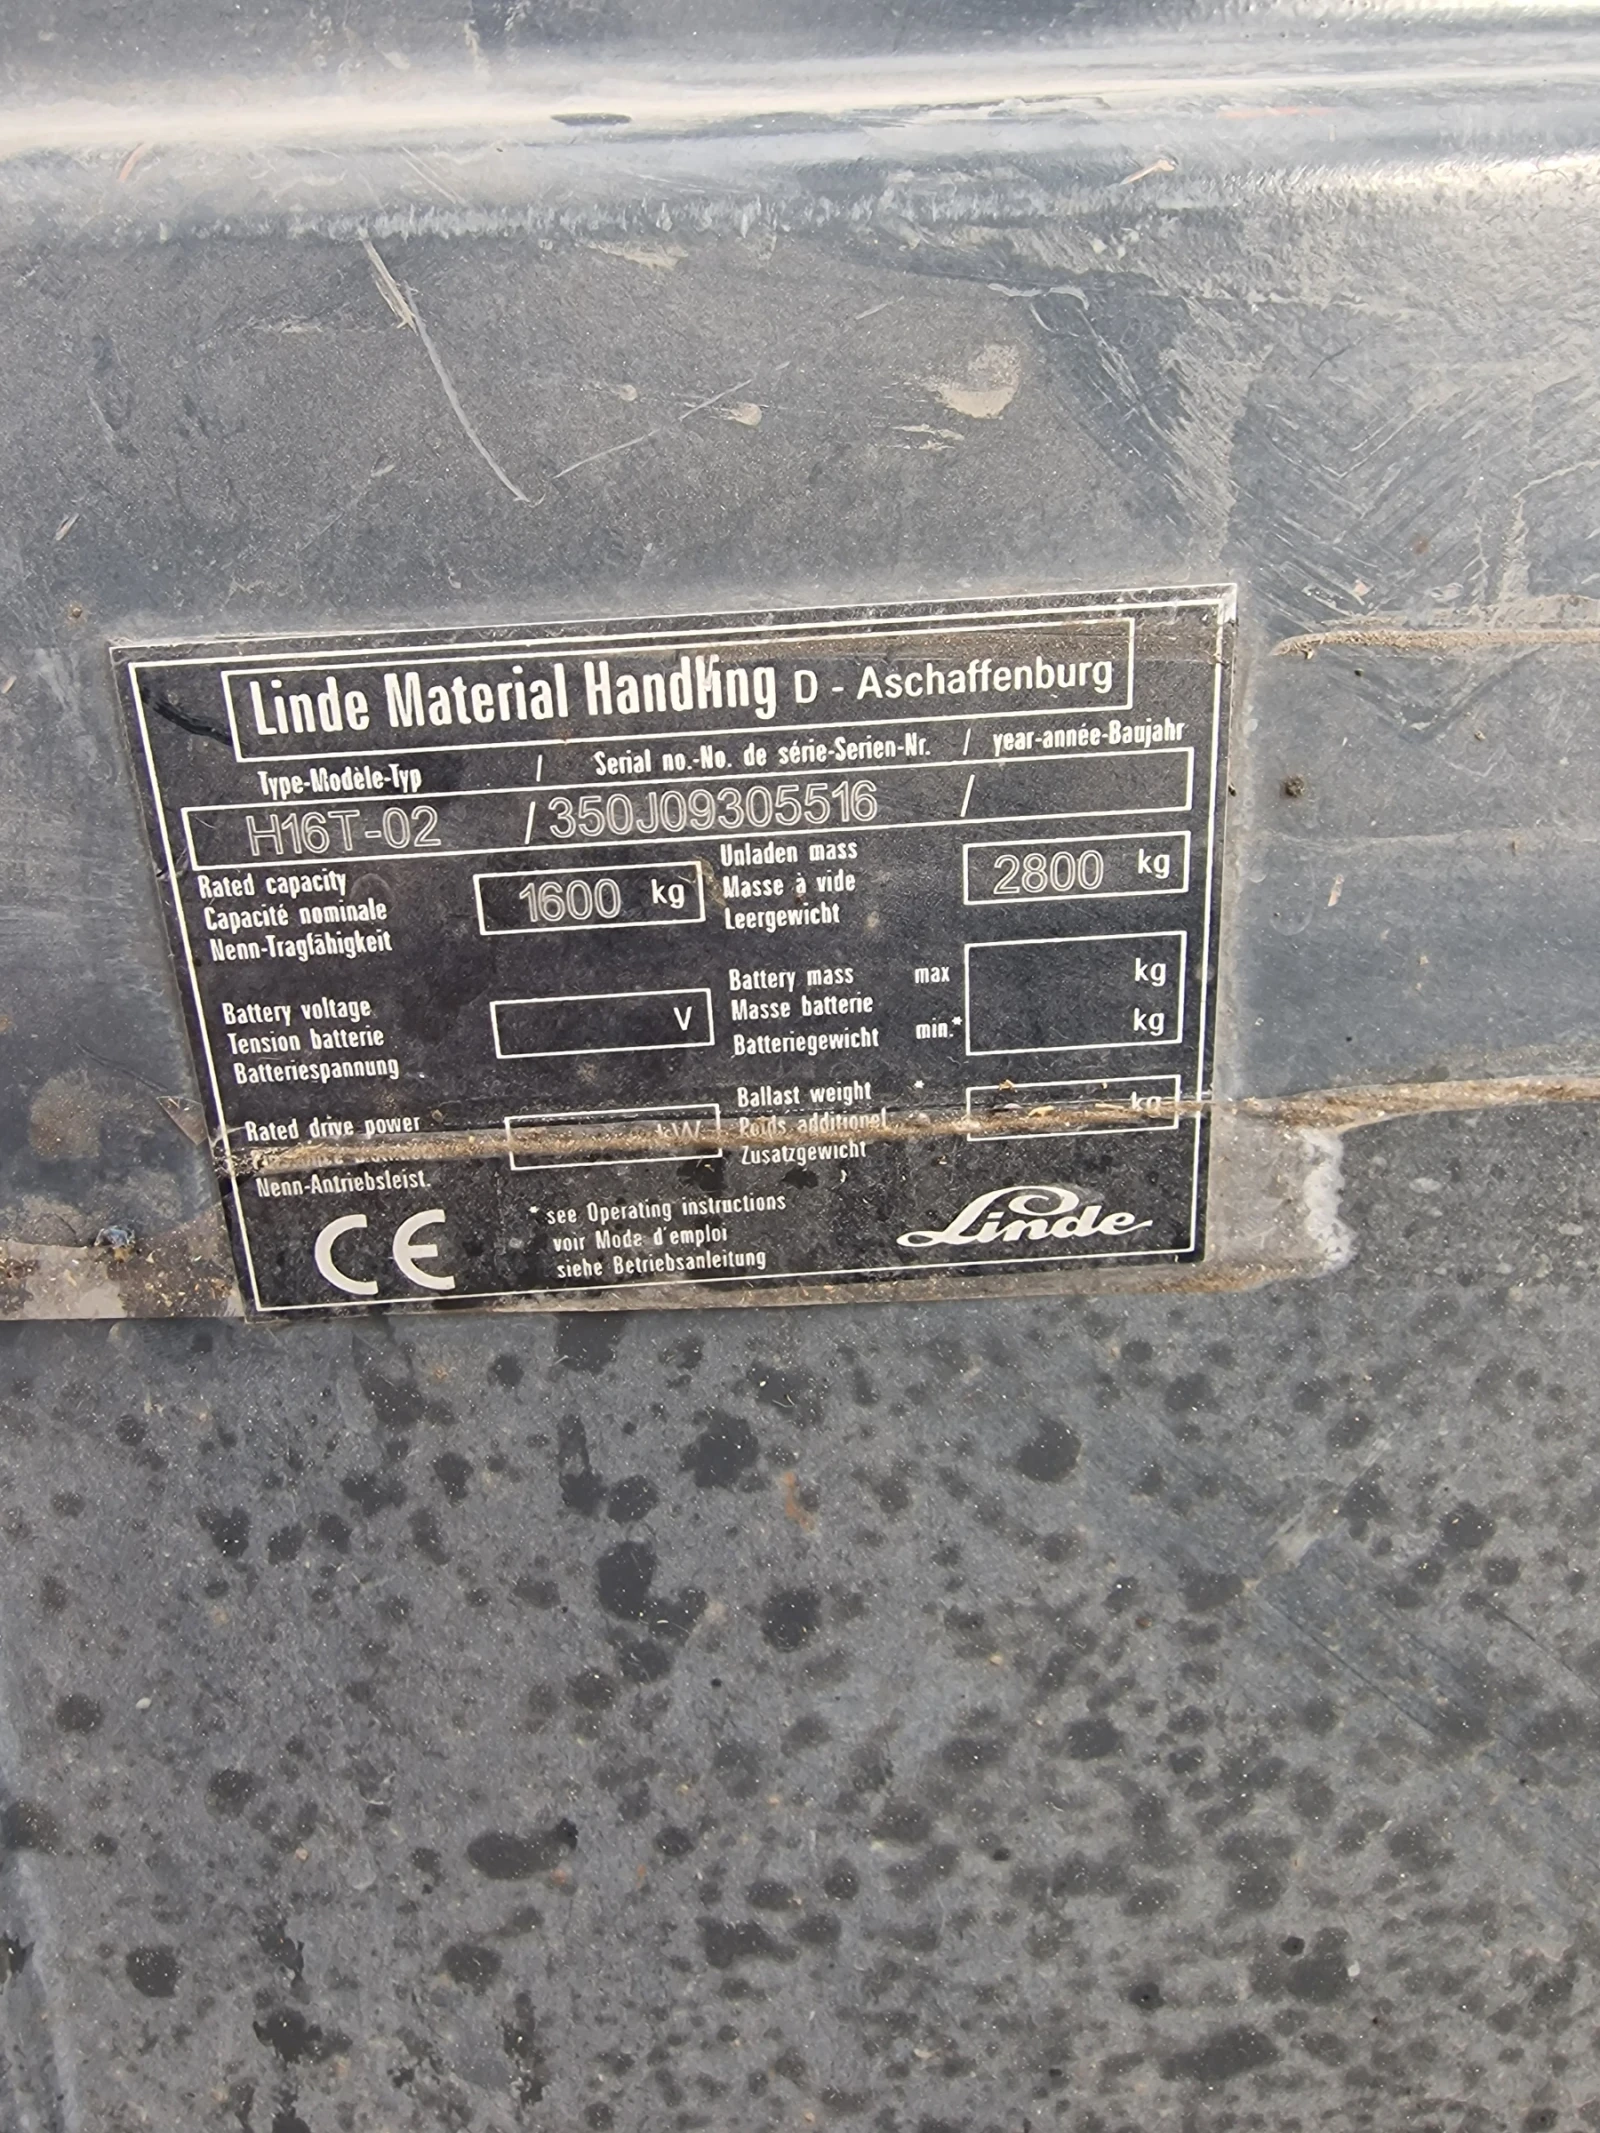 Linde Material Handling D - Aschaffenburg
Type-Modèle-Typ / Serial no.-No. de série-Serien-Nr. / year-année-Baujahr
H16T-02 / 350J09305516 /
Rated capacity
Capacité nominale
Nenn-Tragfähigkeit
1600 kg
Unladen mass
Masse à vide
Leergewicht
2800 kg
Battery voltage
Tension batterie
Batteriespannung
V
Battery mass max kg
Masse batterie
Batteriegewicht min.* kg
Rated drive power
Nenn-Antriebsleist.
kW
Ballast weight *
Poids additionel
Zusatzgewicht
kg
CE
* see Operating instructions
voir Mode d'emploi
siehe Betriebsanleitung
Linde